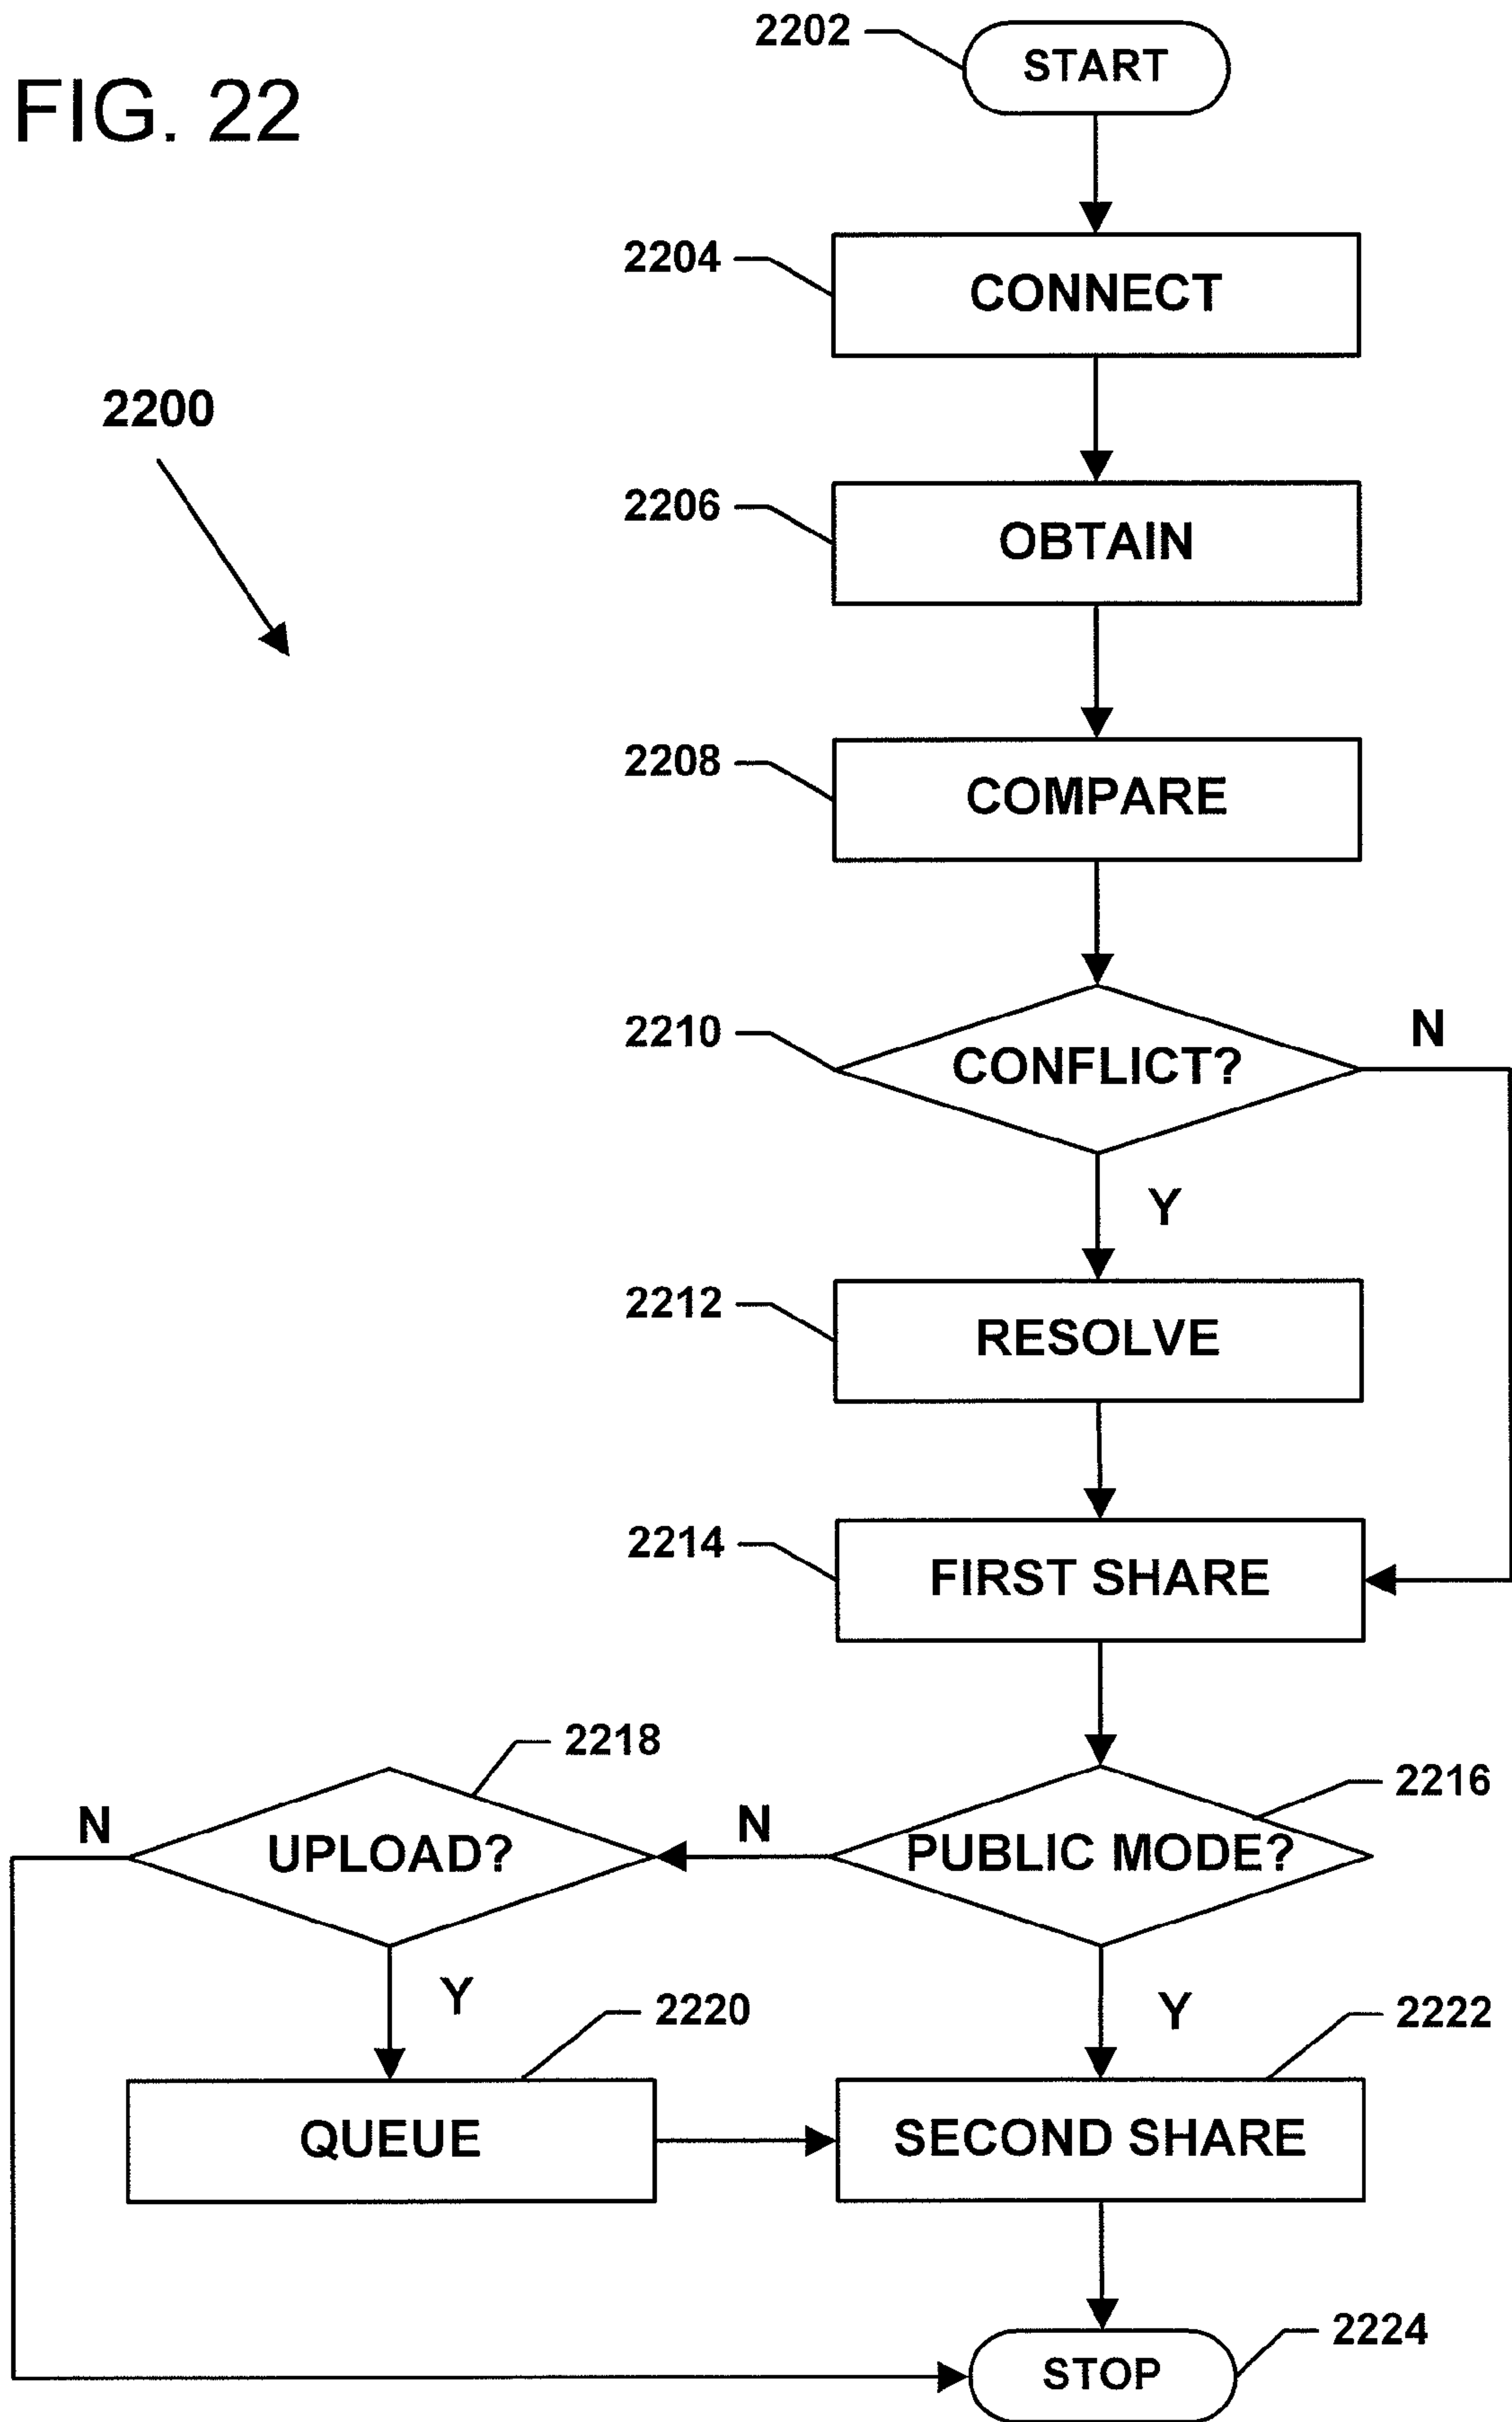 2202
START
FIG. 22
2204
CONNECT
2200
2206
OBTAIN
2208
COMPARE
2210
CONFLICT?
N
Y
2212
RESOLVE
2214
FIRST SHARE
2218
2216
N
UPLOAD?
N
PUBLIC MODE?
Y
2220
Y
2222
QUEUE
SECOND SHARE
2224
STOP